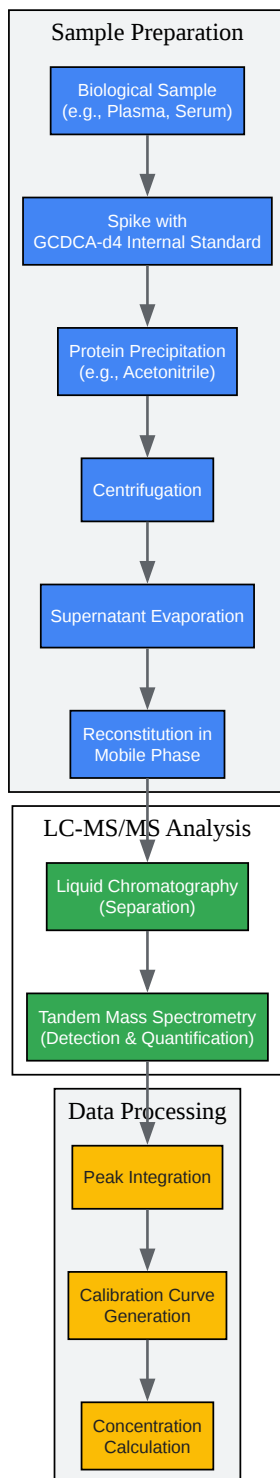 Sample Preparation
Biological Sample
(e.g., Plasma, Serum)
Spike with
GCDCA-d4 Internal Standard
Protein Precipitation
(e.g., Acetonitrile)
Centrifugation
Supernatant Evaporation
Reconstitution in
Mobile Phase
LC-MS/MS Analysis
Liquid Chromatography
(Separation)
Tandem Mass Spectrometry
(Detection & Quantification)
Data Processing
Peak Integration
Calibration Curve
Generation
Concentration
Calculation